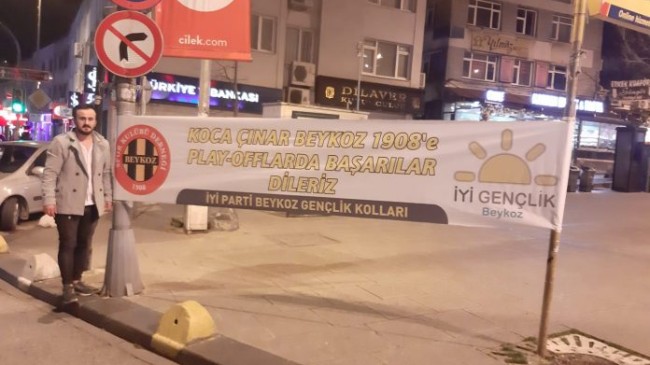 cilek.com
TÜRKİYE BANKASI
DILAVER
KOCA ÇINAR BEYKOZ 1908'e
PLAY-OFFLARDA BAŞARILAR
DİLERİZ
İYİ PARTİ BEYKOZ GENÇLİK KOLLARI
BEYKOZ
1908
İYİ GENÇLİK
Beykoz